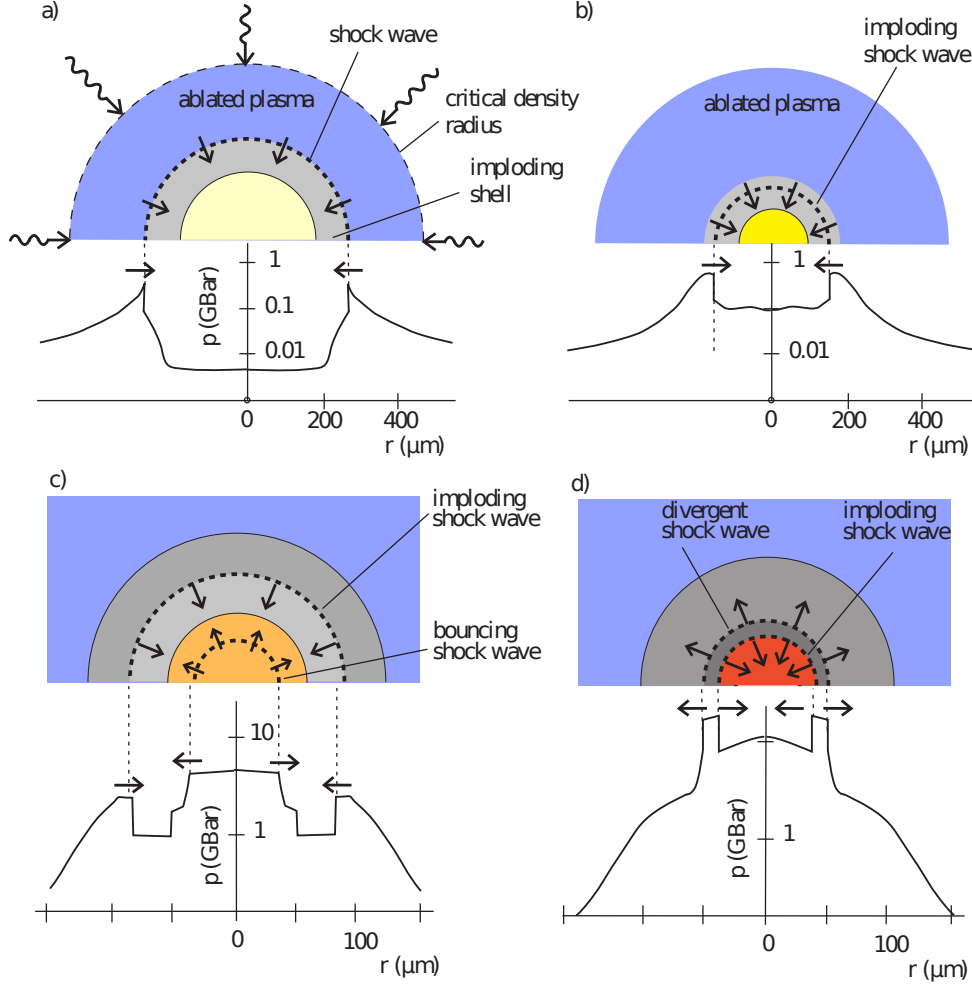 a)
shock wave
ablated plasma
critical density
radius
imploding
shell
p (GBar)
1
0.1
0.01
0
200
400
r (µm)
b)
imploding
shock wave
ablated plasma
1
0.01
0
200
400
r (µm)
c)
imploding
shock wave
bouncing
shock wave
10
p (GBar)
1
0
100
r (µm)
d)
divergent
shock wave
imploding
shock wave
p (GBar)
1
0
100
r (µm)